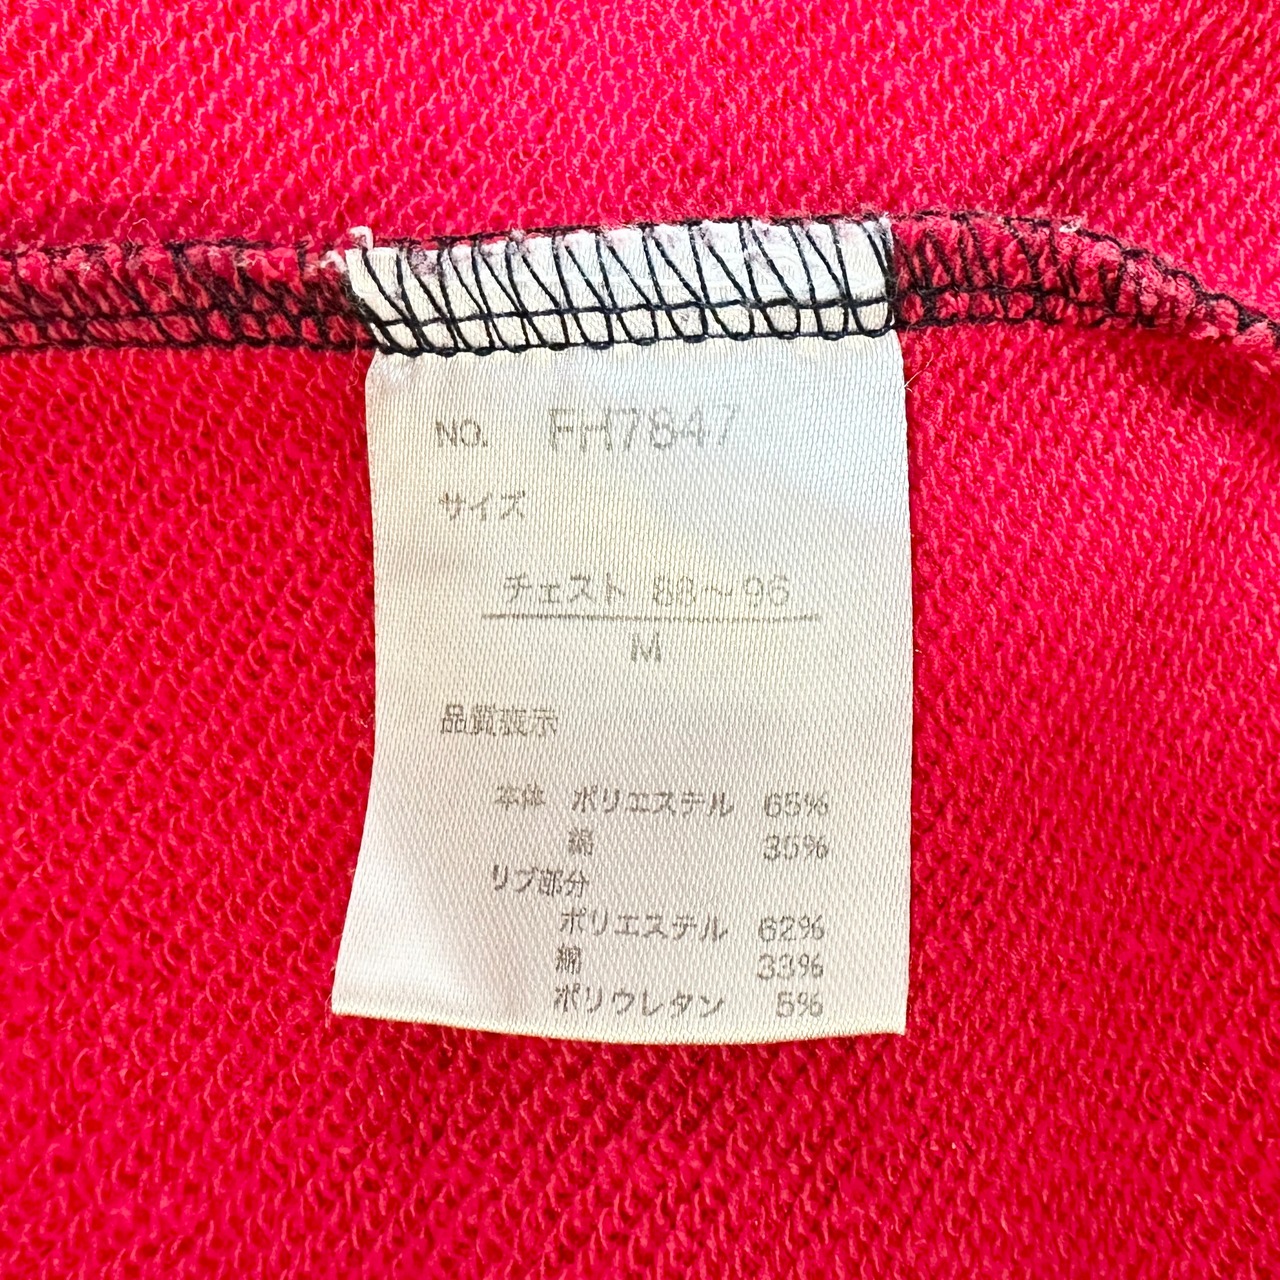 NO. FH7847
サイズ
チェスト 88～96
M
品質表示
本体 ポリエステル 65%
綿 35%
リブ部分
ポリエステル 62%
綿 33%
ポリウレタン 5%